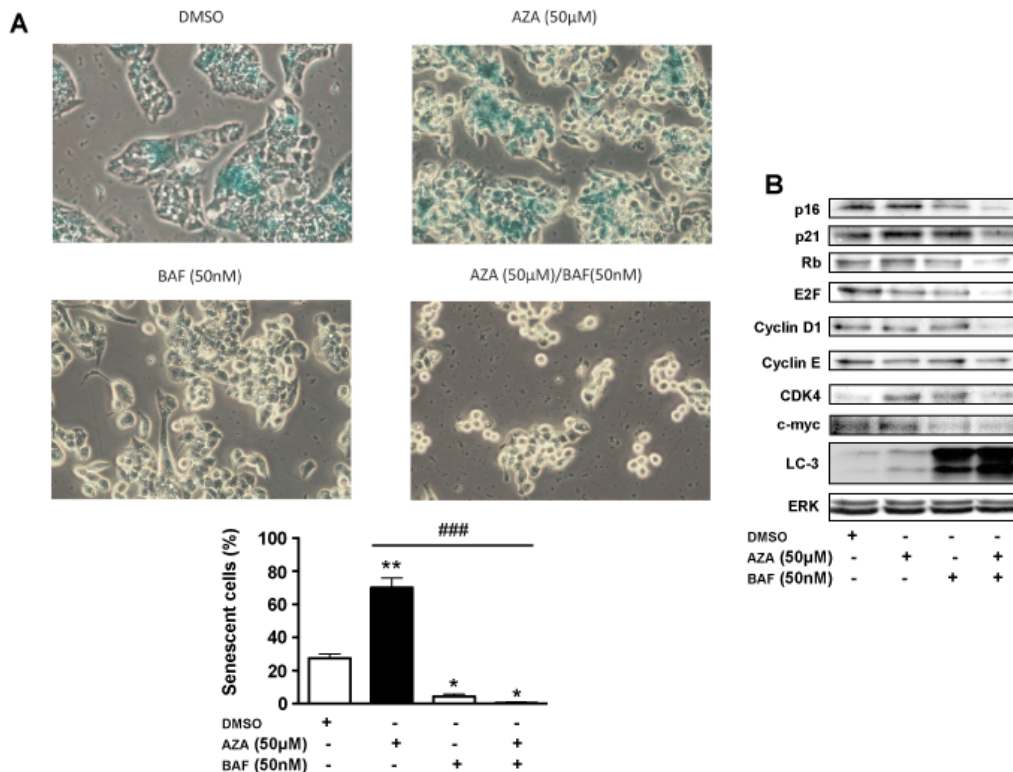 A
DMSO
AZA (50µM)
BAF (50nM)
AZA (50µM)/BAF(50nM)
Senescent cells (%)
100
80
60
40
20
0
###
**
*
*
DMSO + - - -
AZA (50µM) - + - +
BAF (50nM) - - + +
B
p16
p21
Rb
E2F
Cyclin D1
Cyclin E
CDK4
c-myc
LC-3
ERK
DMSO + - - -
AZA (50µM) - + - +
BAF (50nM) - - + +